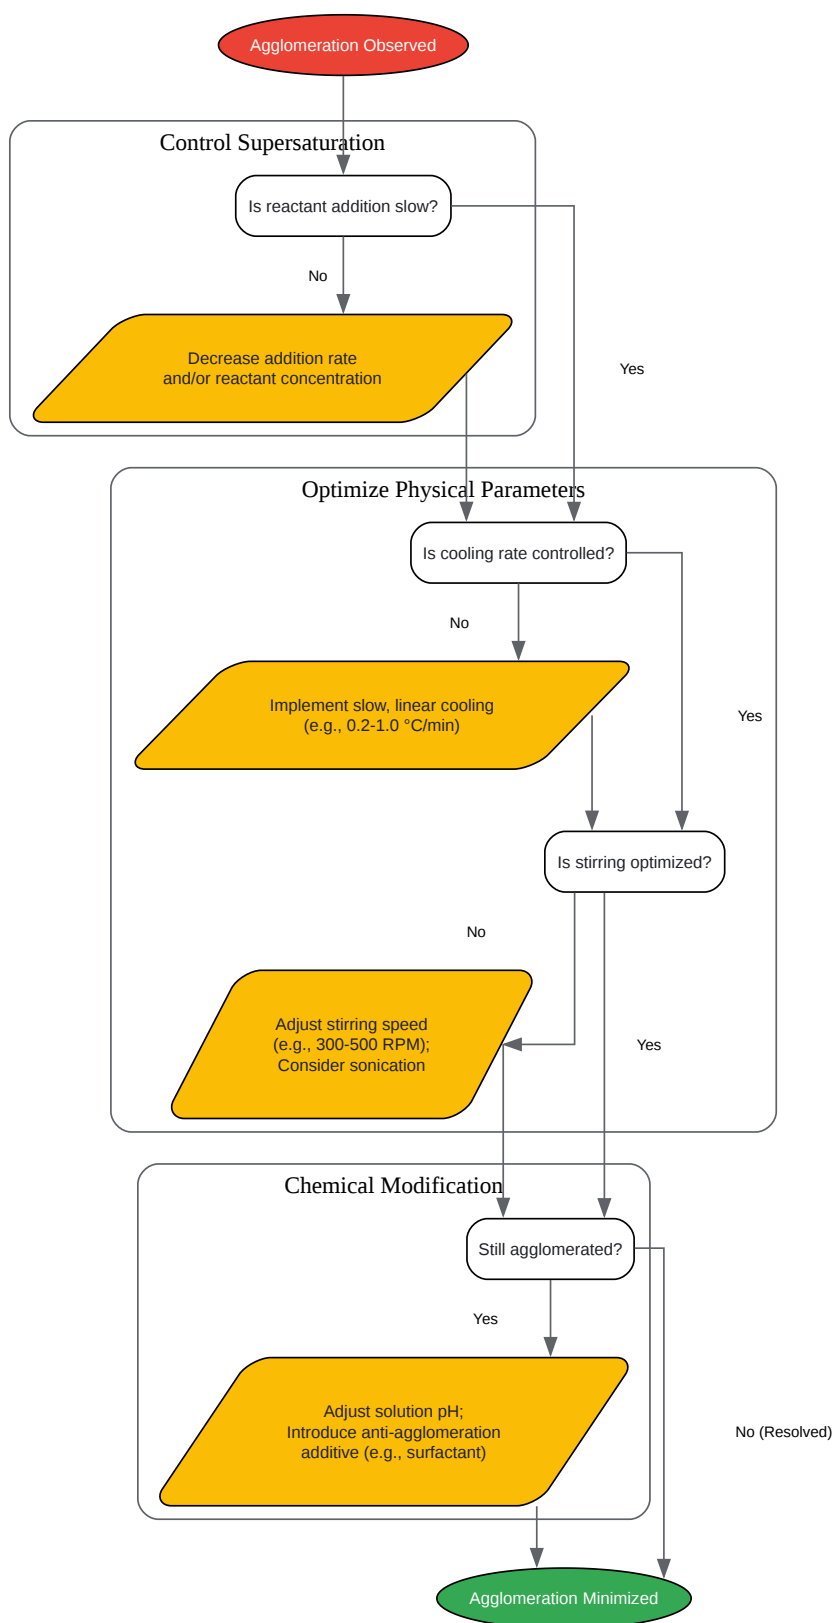 Agglomeration Observed
Control Supersaturation
Is reactant addition slow?
No
Decrease addition rate
and/or reactant concentration
Yes
Optimize Physical Parameters
Is cooling rate controlled?
No
Implement slow, linear cooling
(e.g., 0.2-1.0 °C/min)
Yes
Is stirring optimized?
No
Adjust stirring speed
(e.g., 300-500 RPM);
Consider sonication
Yes
Chemical Modification
Still agglomerated?
Yes
Adjust solution pH;
Introduce anti-agglomeration
additive (e.g., surfactant)
No (Resolved)
Agglomeration Minimized